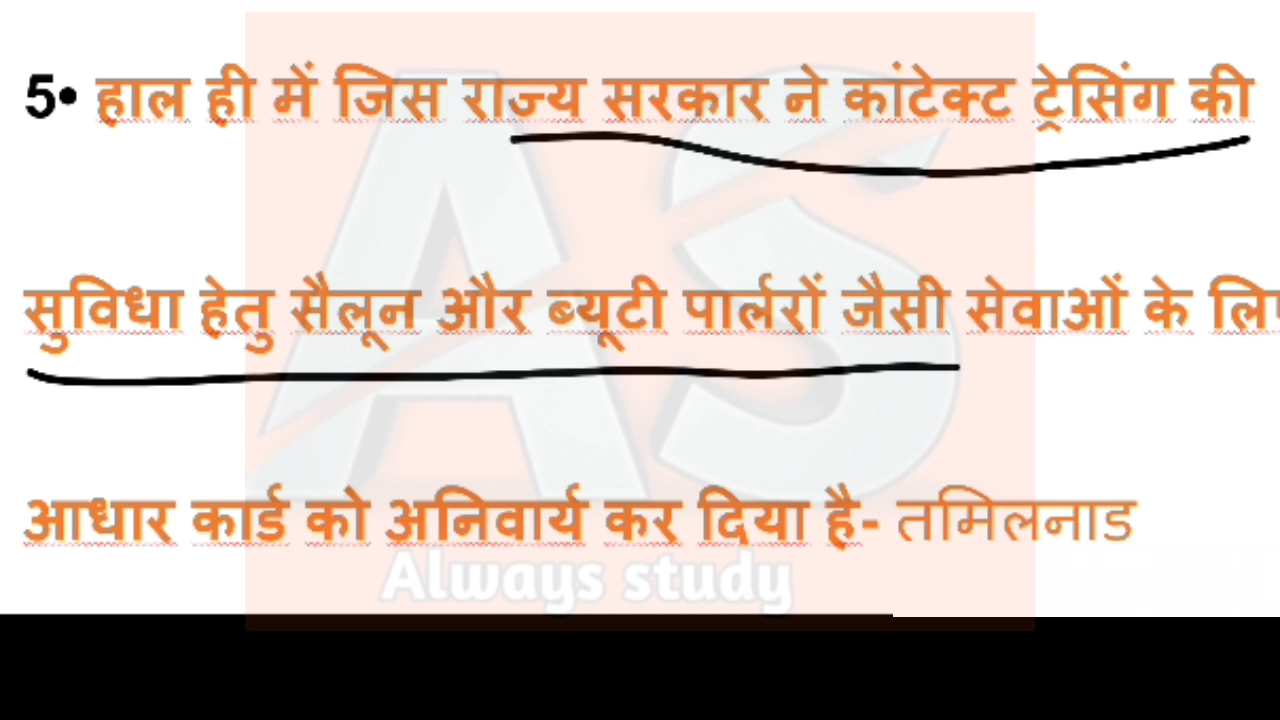 5• हाल ही में जिस राज्य सरकार ने कांटेक्ट ट्रेसिंग की
सुविधा हेतु सैलून और ब्यूटी पार्लरों जैसी सेवाओं के
आधार कार्ड को अनिवार्य कर दिया है- तमिलनाड
Always study